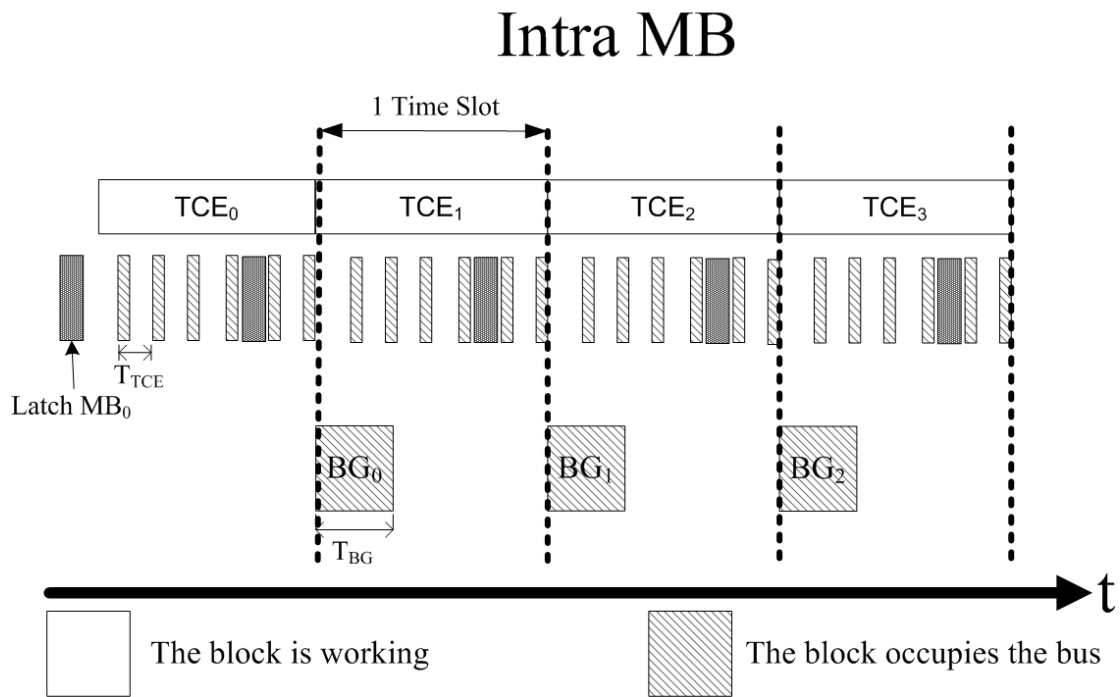 Intra MB
1 Time Slot
TCE₀ TCE₁ TCE₂ TCE₃
T_TCE
Latch MB₀
BG₀ BG₁ BG₂
T_BG
t
The block is working The block occupies the bus